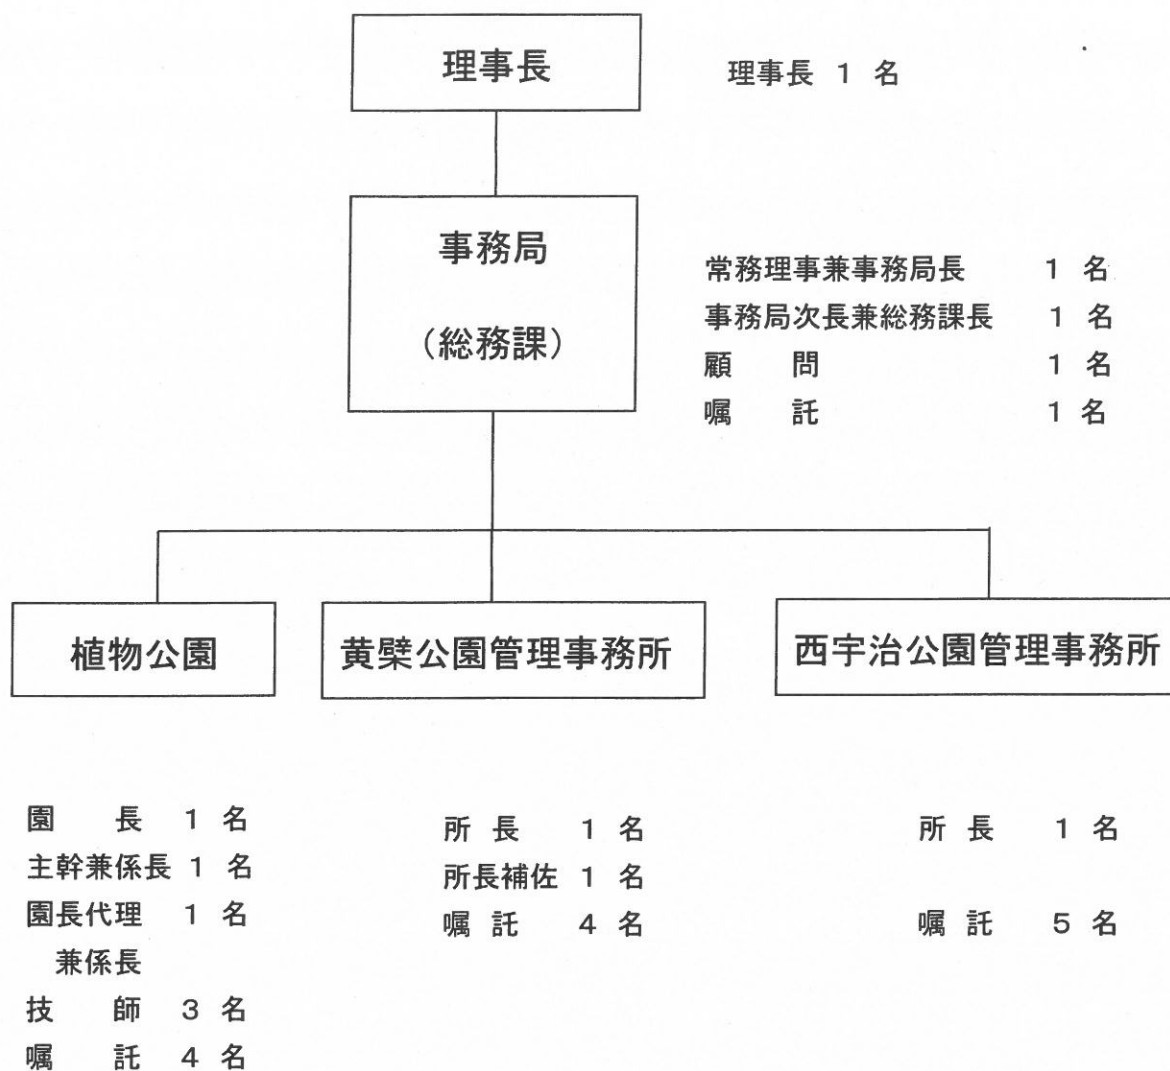 理事長
理事長 1 名
事務局
（総務課）
常務理事兼事務局長 1 名
事務局次長兼総務課長 1 名
顧 問 1 名
嘱 託 1 名
植物公園
黄檗公園管理事務所
西宇治公園管理事務所
園 長 1 名
主幹兼係長 1 名
園長代理 1 名
兼係長
技 師 3 名
嘱 託 4 名
所 長 1 名
所長補佐 1 名
嘱 託 4 名
所 長 1 名
嘱 託 5 名